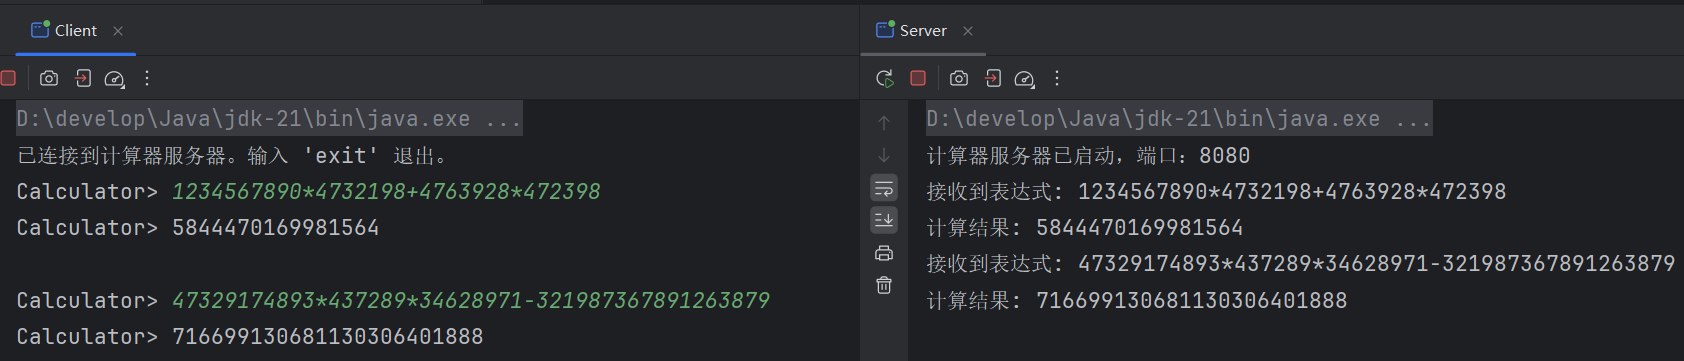 Client
D:\develop\Java\jdk-21\bin\java.exe ...
已连接到计算器服务器。输入 'exit' 退出。
Calculator> 1234567890*4732198+4763928*472398
Calculator> 5844470169981564
Calculator> 47329174893*437289*34628971-321987367891263879
Calculator> 716699130681130306401888
Server
D:\develop\Java\jdk-21\bin\java.exe ...
计算器服务器已启动，端口：8080
接收到表达式: 1234567890*4732198+4763928*472398
计算结果: 5844470169981564
接收到表达式: 47329174893*437289*34628971-321987367891263879
计算结果: 716699130681130306401888